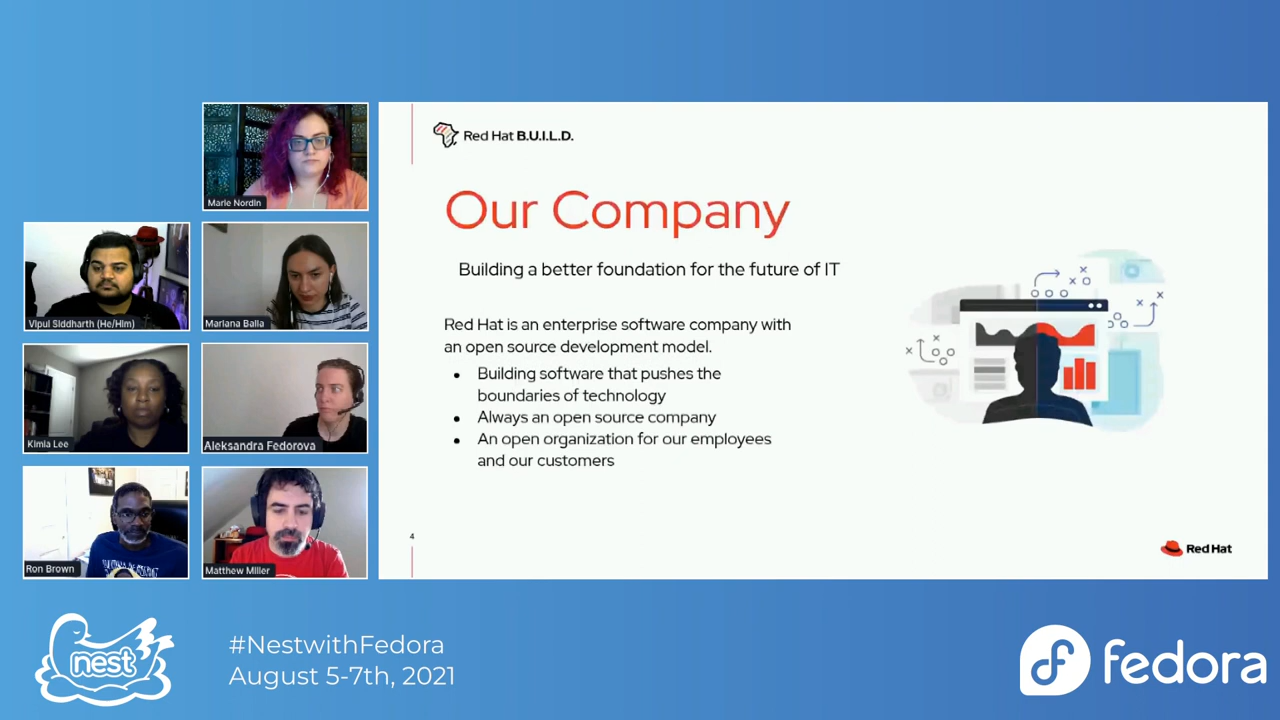 Marie Nordin
Vipul Siddharth (He/Him)
Mariana Balla
Kimla Lee
Aleksandra Fedorova
Ron Brown
Matthew Miller
Red Hat B.U.I.L.D.
Our Company
Building a better foundation for the future of IT
Red Hat is an enterprise software company with
an open source development model.
• Building software that pushes the
boundaries of technology
• Always an open source company
• An open organization for our employees
and our customers
4
Red Hat
nest
#NestwithFedora
August 5-7th, 2021
fedora